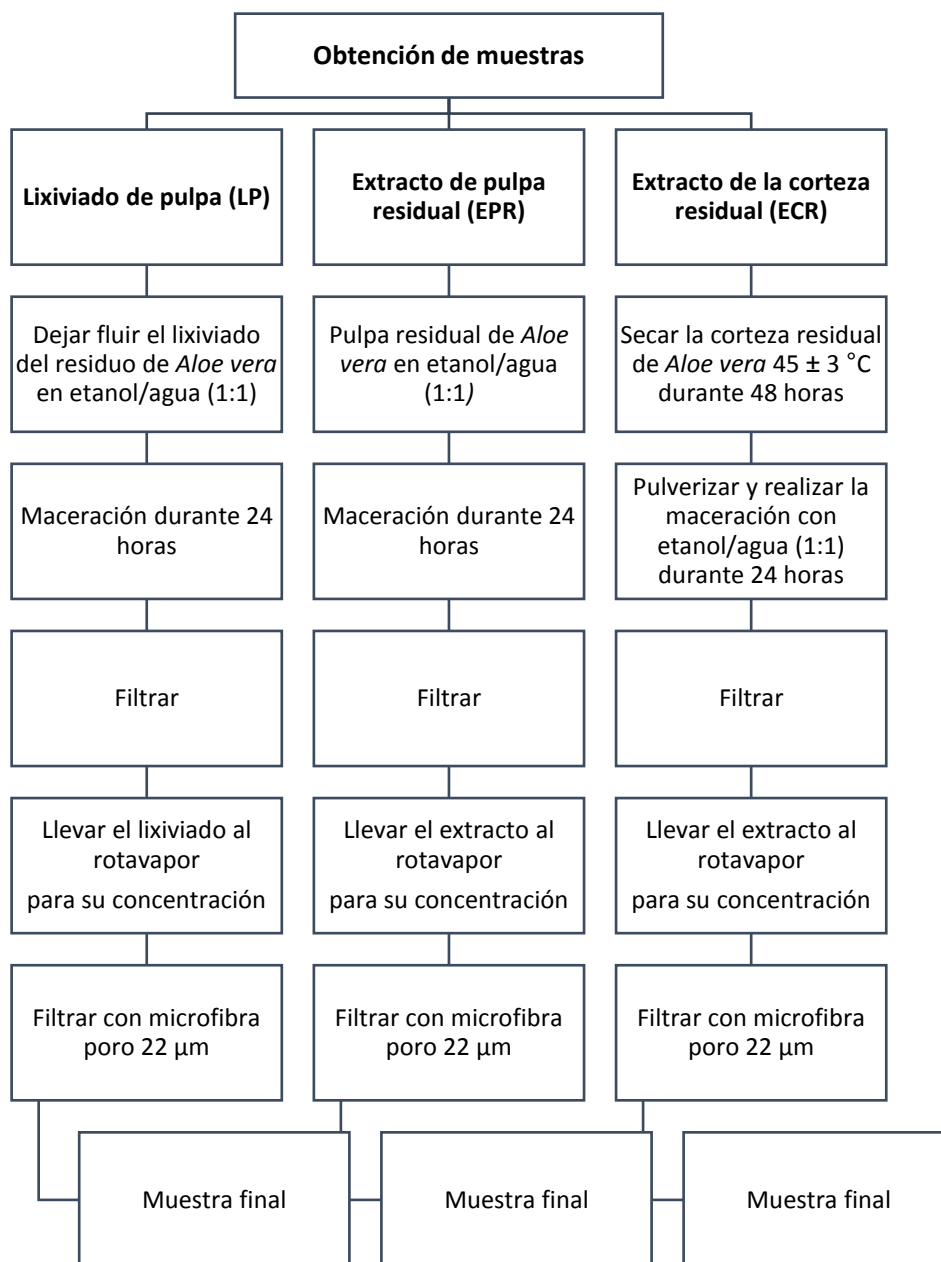 Obtención de muestras
Lixiviado de pulpa (LP)
Extracto de pulpa
residual (EPR)
Extracto de la corteza
residual (ECR)
Dejar fluir el lixiviado
del residuo de Aloe vera
en etanol/agua (1:1)
Pulpa residual de Aloe
vera en etanol/agua
(1:1)
Secar la corteza residual
de Aloe vera 45 ± 3 °C
durante 48 horas
Maceración durante 24
horas
Maceración durante 24
horas
Pulverizar y realizar la
maceración con
etanol/agua (1:1)
durante 24 horas
Filtrar
Filtrar
Filtrar
Llevar el lixiviado al
rotavapor
para su concentración
Llevar el extracto al
rotavapor
para su concentración
Llevar el extracto al
rotavapor
para su concentración
Filtrar con microfibra
poro 22 μm
Filtrar con microfibra
poro 22 μm
Filtrar con microfibra
poro 22 μm
Muestra final
Muestra final
Muestra final